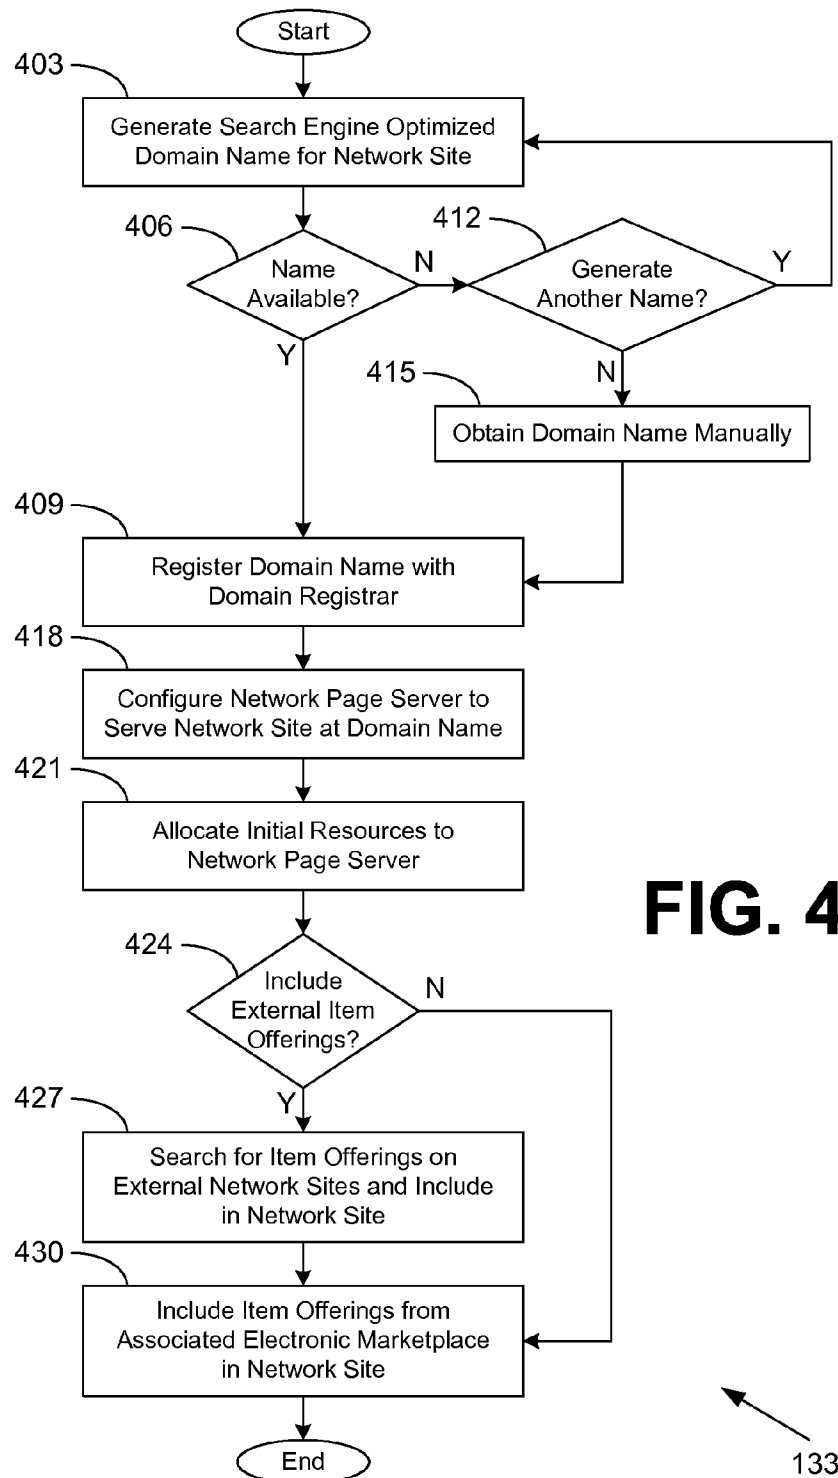 Start
403
Generate Search Engine Optimized
Domain Name for Network Site
406
412
Name
Available?
N
Generate
Another Name?
Y
Y
N
415
Obtain Domain Name Manually
409
Register Domain Name with
Domain Registrar
418
Configure Network Page Server to
Serve Network Site at Domain Name
421
Allocate Initial Resources to
Network Page Server
FIG. 4
424
Include
External Item
Offerings?
N
Y
427
Search for Item Offerings on
External Network Sites and Include
in Network Site
430
Include Item Offerings from
Associated Electronic Marketplace
in Network Site
End
133